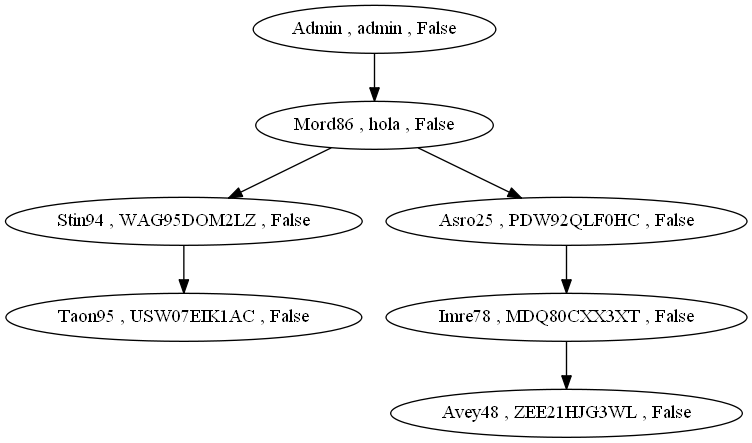 Admin , admin , False
Mord86 , hola , False
Stin94 , WAG95DOM2LZ , False
Asro25 , PDW92QLF0HC , False
Taon95 , USW07EIK1AC , False
Imre78 , MDQ80CXX3XT , False
Avey48 , ZEE21HJG3WL , False